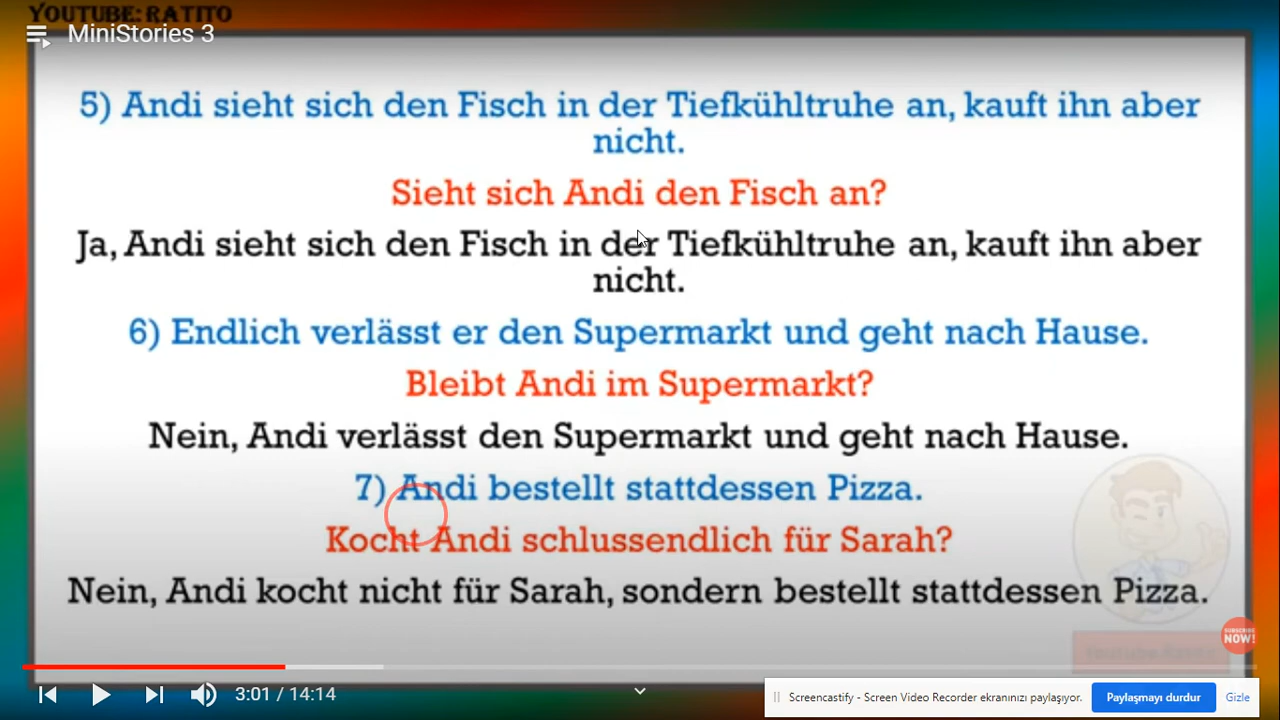 YOUTUBE: RATITO
MiniStories 3
5) Andi sieht sich den Fisch in der Tiefkühltruhe an, kauft ihn aber
nicht.
Sieht sich Andi den Fisch an?
Ja, Andi sieht sich den Fisch in der Tiefkühltruhe an, kauft ihn aber
nicht.
6) Endlich verlässt er den Supermarkt und geht nach Hause.
Bleibt Andi im Supermarkt?
Nein, Andi verlässt den Supermarkt und geht nach Hause.
7) Andi bestellt stattdessen Pizza.
Kocht Andi schlussendlich für Sarah?
Nein, Andi kocht nicht für Sarah, sondern bestellt stattdessen Pizza.
SUBSCRIBE
NOW!
Youtube Ratito
3:01 / 14:14
Screencastify - Screen Video Recorder ekranınızı paylaşıyor.
Paylaşmayı durdur
Gizle